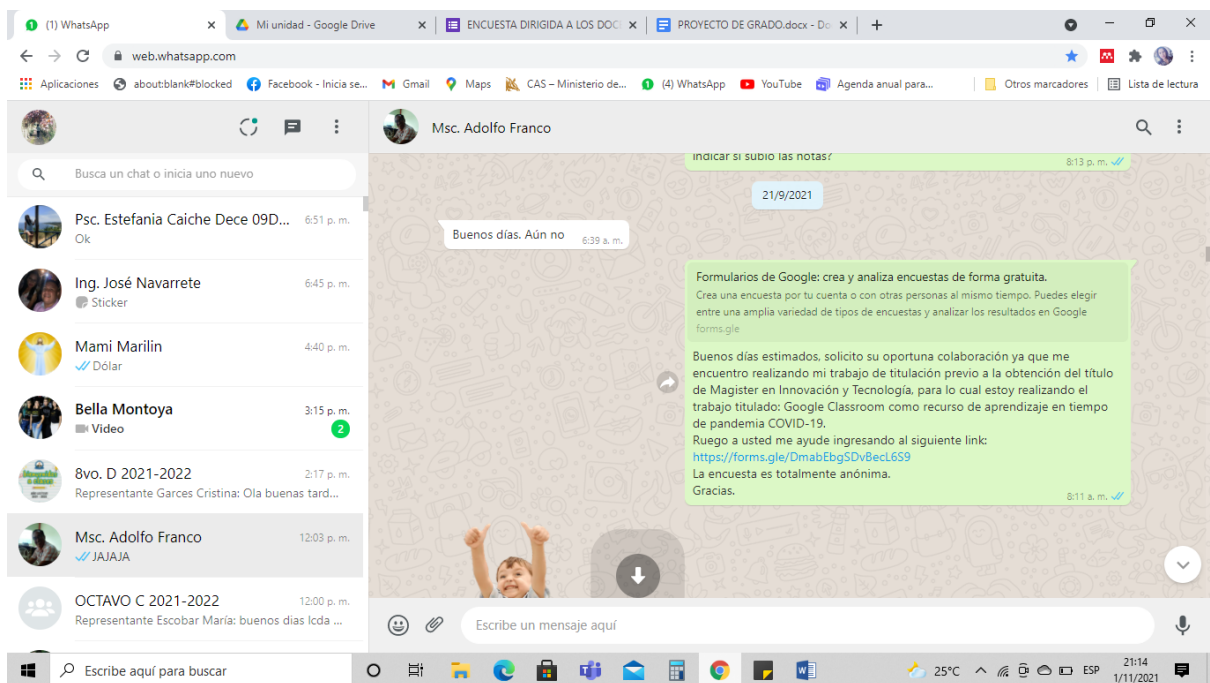 (1) WhatsApp
Mi unidad - Google Drive
ENCUESTA DIRIGIDA A LOS DOC
PROYECTO DE GRADO.docx - Do
web.whatsapp.com
Aplicaciones
about:blank#blocked
Facebook - Inicia se...
Gmail
Maps
CAS – Ministerio de...
(4) WhatsApp
YouTube
Agenda anual para...
Otros marcadores
Lista de lectura
Busca un chat o inicia uno nuevo
Psc. Estefania Caiche Dece 09D... 6:51 p. m.
Ok
Ing. José Navarrete 6:45 p. m.
Sticker
Mami Marilin 4:40 p. m.
Dólar
Bella Montoya 3:15 p. m.
Video 2
8vo. D 2021-2022 2:17 p. m.
Representante Garces Cristina: Ola buenas tard...
Msc. Adolfo Franco 12:03 p. m.
JAJAJA
OCTAVO C 2021-2022 12:00 p. m.
Representante Escobar María: buenos dias lcda ...
Msc. Adolfo Franco
indicar si subio las notas?
8:13 p. m.
21/9/2021
Buenos días. Aún no 6:39 a. m.
Formularios de Google: crea y analiza encuestas de forma gratuita.
Crea una encuesta por tu cuenta o con otras personas al mismo tiempo. Puedes elegir
entre una amplia variedad de tipos de encuestas y analizar los resultados en Google
forms.gle
Buenos días estimados, solicito su oportuna colaboración ya que me
encuentro realizando mi trabajo de titulación previo a la obtención del título
de Magister en Innovación y Tecnología, para lo cual estoy realizando el
trabajo titulado: Google Classroom como recurso de aprendizaje en tiempo
de pandemia COVID-19.
Ruego a usted me ayude ingresando al siguiente link:
https://forms.gle/DmabEbgSDvBecL6S9
La encuesta es totalmente anónima.
Gracias.
8:11 a. m.
Escribe un mensaje aquí
Escribe aquí para buscar
25°C
ESP
21:14
1/11/2021